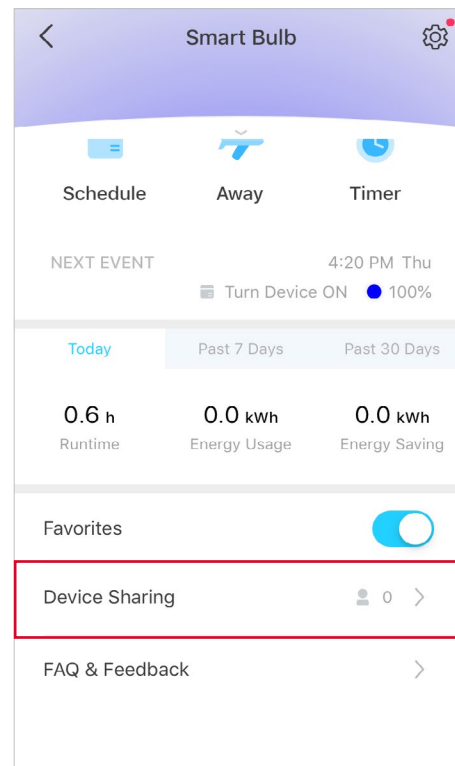 Smart Bulb
Schedule Away Timer
NEXT EVENT 4:20 PM Thu
Turn Device ON 100%
Today Past 7 Days Past 30 Days
0.6 h 0.0 kWh 0.0 kWh
Runtime Energy Usage Energy Saving
Favorites
Device Sharing 0
FAQ & Feedback